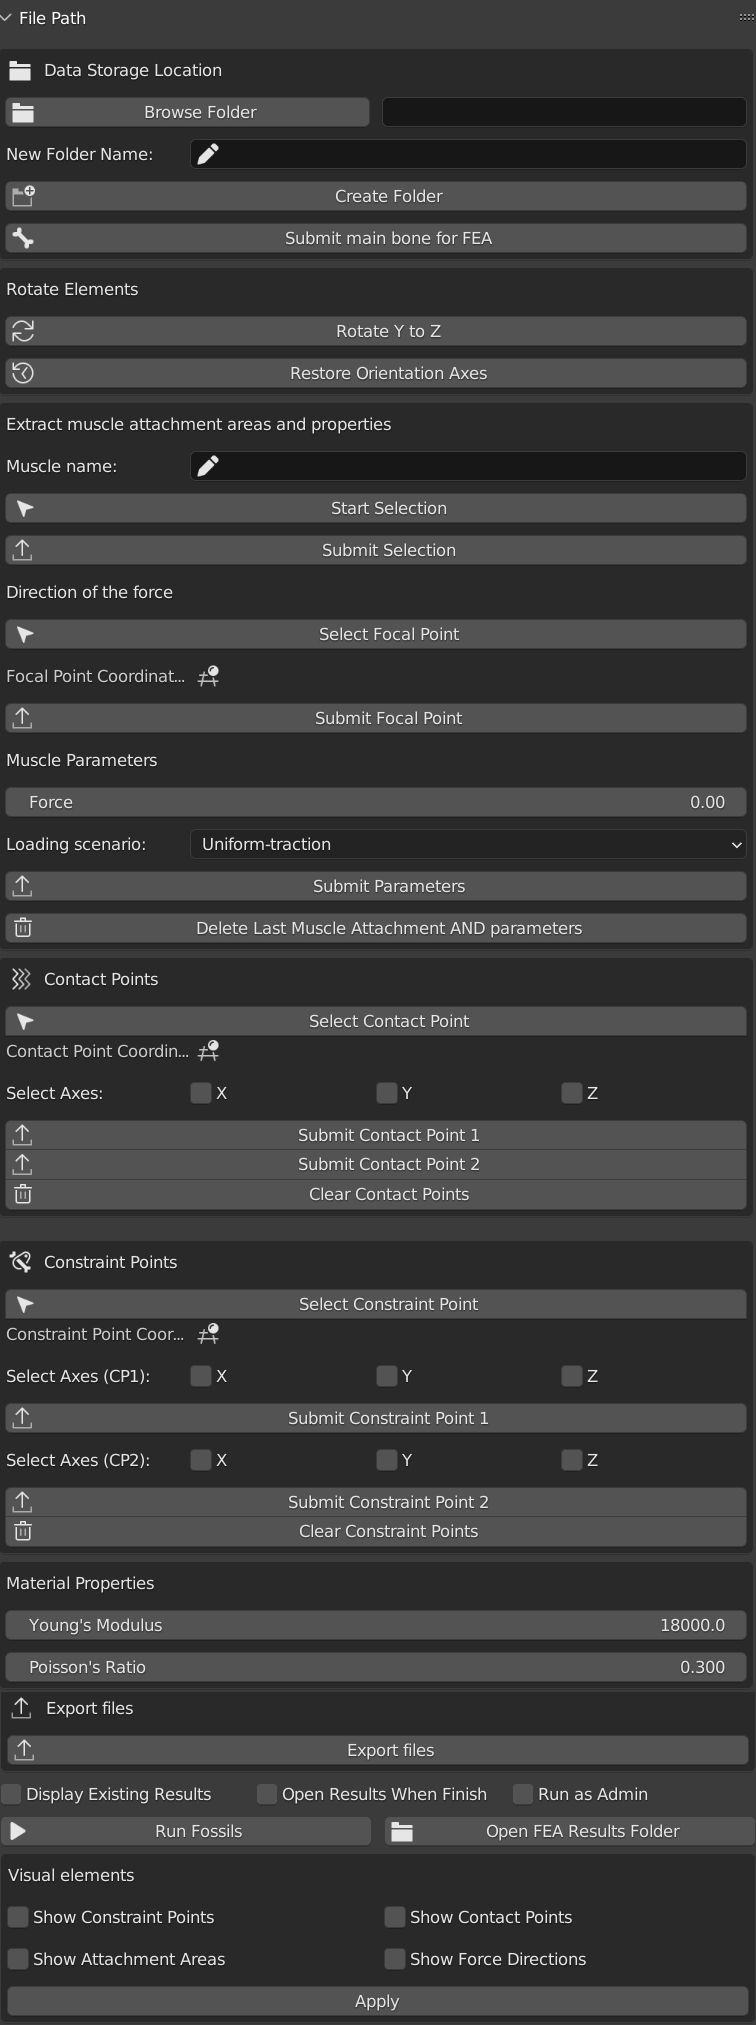 File Path
Data Storage Location
Browse Folder
New Folder Name:
Create Folder
Submit main bone for FEA
Rotate Elements
Rotate Y to Z
Restore Orientation Axes
Extract muscle attachment areas and properties
Muscle name:
Start Selection
Submit Selection
Direction of the force
Select Focal Point
Focal Point Coordinat...
Submit Focal Point
Muscle Parameters
Force 0.00
Loading scenario: Uniform-traction
Submit Parameters
Delete Last Muscle Attachment AND parameters
Contact Points
Select Contact Point
Contact Point Coordin...
Select Axes: X Y Z
Submit Contact Point 1
Submit Contact Point 2
Clear Contact Points
Constraint Points
Select Constraint Point
Constraint Point Coor...
Select Axes (CP1): X Y Z
Submit Constraint Point 1
Select Axes (CP2): X Y Z
Submit Constraint Point 2
Clear Constraint Points
Material Properties
Young's Modulus 18000.0
Poisson's Ratio 0.300
Export files
Export files
Display Existing Results Open Results When Finish Run as Admin
Run Fossils Open FEA Results Folder
Visual elements
Show Constraint Points Show Contact Points
Show Attachment Areas Show Force Directions
Apply